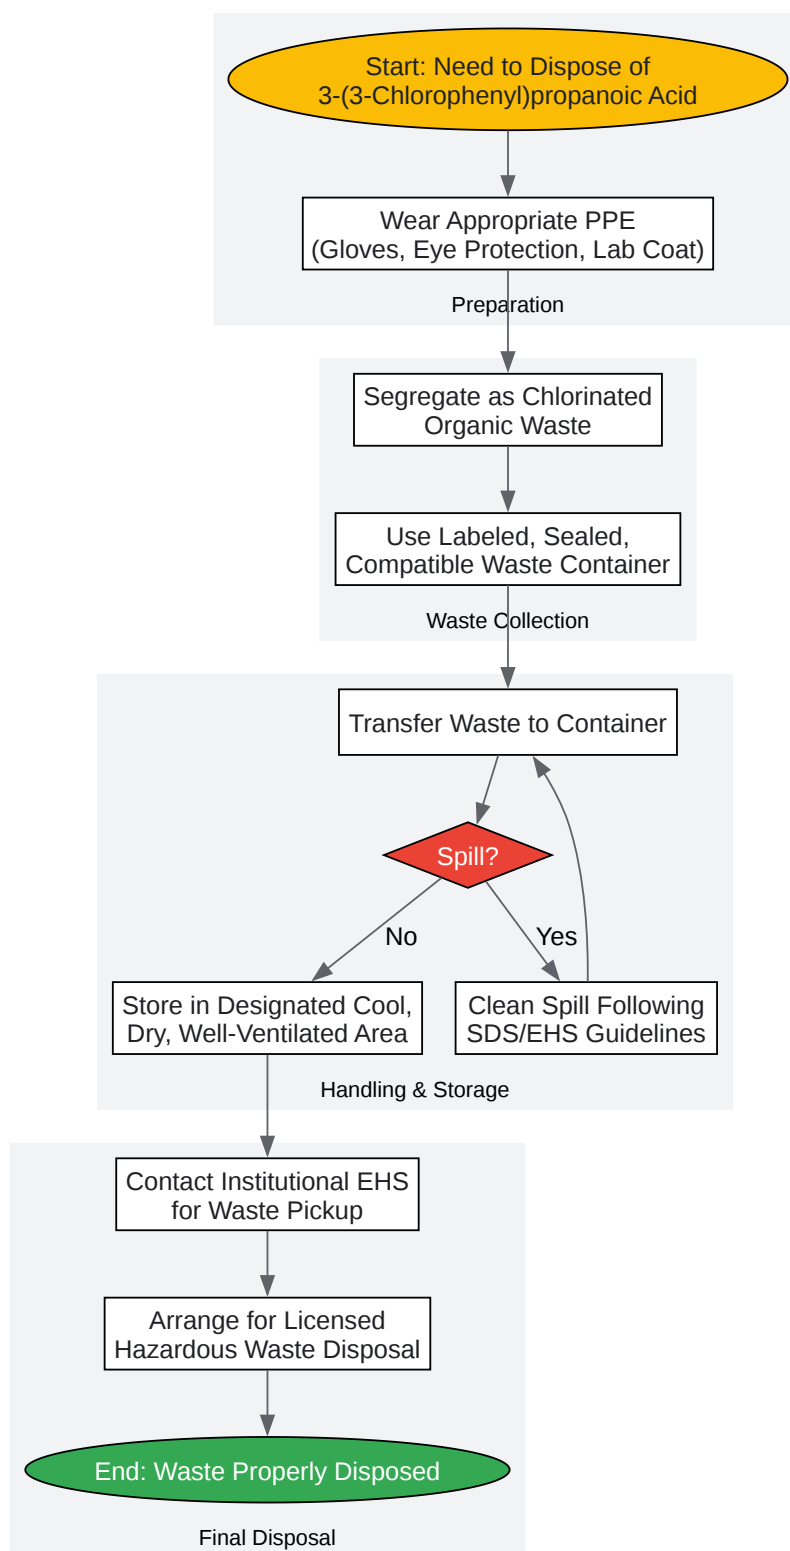 Start: Need to Dispose of
3-(3-Chlorophenyl)propanoic Acid
Wear Appropriate PPE
(Gloves, Eye Protection, Lab Coat)
Preparation
Segregate as Chlorinated
Organic Waste
Use Labeled, Sealed,
Compatible Waste Container
Waste Collection
Transfer Waste to Container
Spill?
No
Yes
Store in Designated Cool,
Dry, Well-Ventilated Area
Clean Spill Following
SDS/EHS Guidelines
Handling & Storage
Contact Institutional EHS
for Waste Pickup
Arrange for Licensed
Hazardous Waste Disposal
End: Waste Properly Disposed
Final Disposal